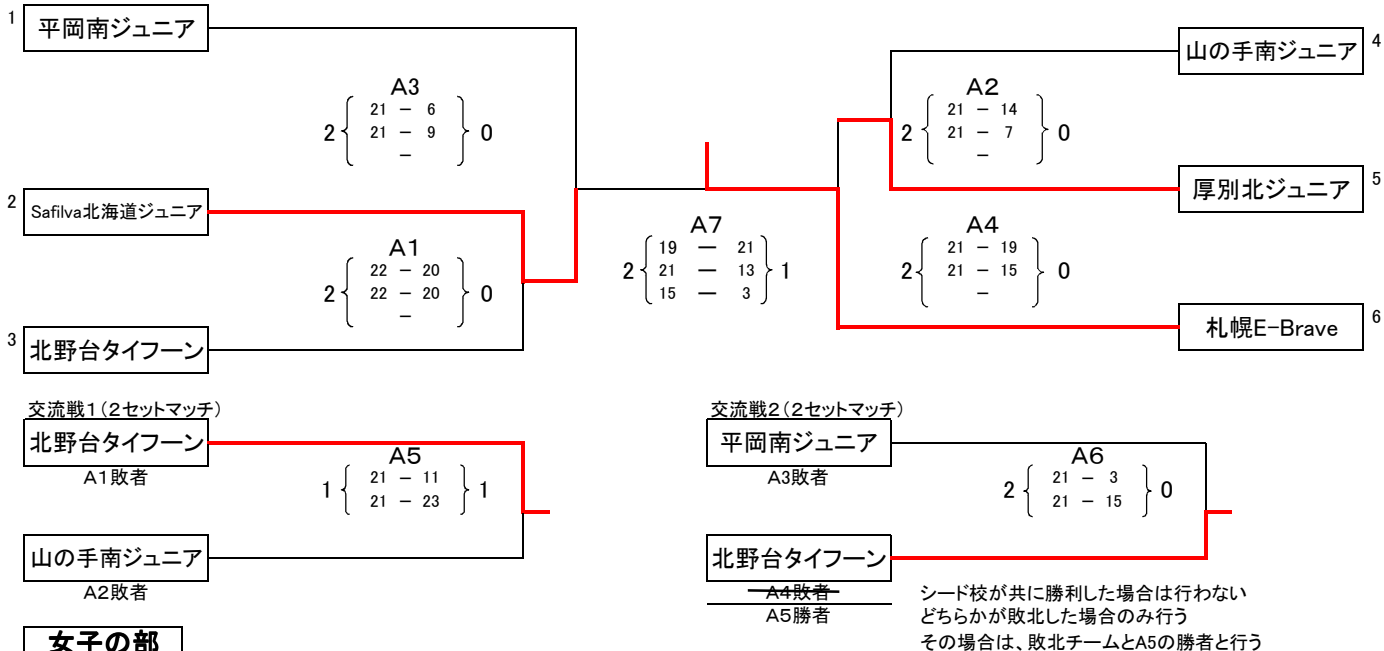 1 平岡南ジュニア
山の手南ジュニア 4
A3
21 － 6
2 21 － 9 0
－
A2
21 － 14
2 21 － 7 0
－
2 Safilva北海道ジュニア
厚別北ジュニア 5
A1
22 － 20
2 22 － 20 0
－
A7
19 － 21
2 21 － 13 1
15 － 3
A4
21 － 19
2 21 － 15 0
－
3 北野台タイフーン
札幌E-Brave 6
交流戦1（2セットマッチ）
北野台タイフーン
A1敗者
A5
1 21 － 11 1
21 － 23
山の手南ジュニア
A2敗者
交流戦2（2セットマッチ）
平岡南ジュニア
A3敗者
A6
2 21 － 3 0
21 － 15
北野台タイフーン
A4敗者
A5勝者
シード校が共に勝利した場合は行わない
どちらかが敗北した場合のみ行う
その場合は、敗北チームとA5の勝者と行う
女子の部